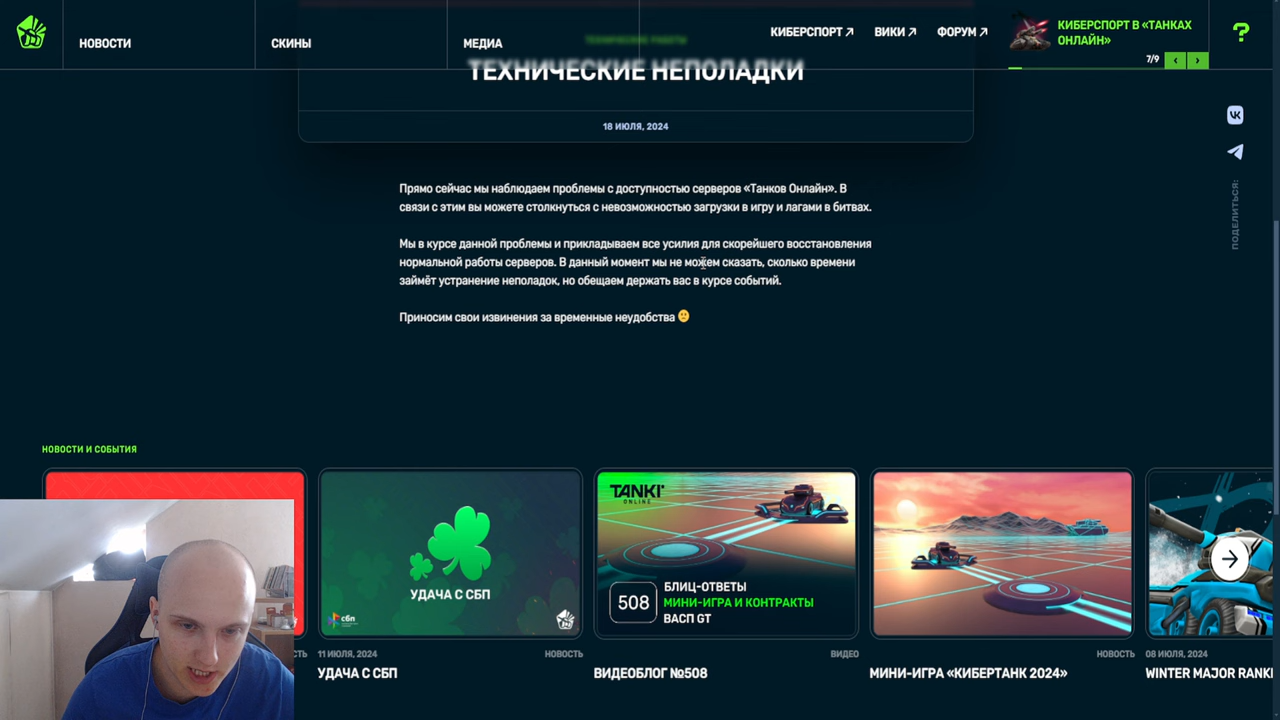 НОВОСТИ
СКИНЫ
МЕДИА
КИБЕРСПОРТ
ВИКИ
ФОРУМ
КИБЕРСПОРТ В «ТАНКАХ
ОНЛАЙН»
7/9
?
ТЕХНИЧЕСКИЕ РАБОТЫ
ТЕХНИЧЕСКИЕ НЕПОЛАДКИ
18 ИЮЛЯ, 2024
ПОДЕЛИТЬСЯ:
Прямо сейчас мы наблюдаем проблемы с доступностью серверов «Танков Онлайн». В
связи с этим вы можете столкнуться с невозможностью загрузки в игру и лагами в битвах.
Мы в курсе данной проблемы и прикладываем все усилия для скорейшего восстановления
нормальной работы серверов. В данный момент мы не можем сказать, сколько времени
займёт устранение неполадок, но обещаем держать вас в курсе событий.
Приносим свои извинения за временные неудобства
НОВОСТИ И СОБЫТИЯ
УДАЧА С СБП
сбп
11 ИЮЛЯ, 2024
НОВОСТЬ
УДАЧА С СБП
TANKI
ONLINE
508
БЛИЦ-ОТВЕТЫ
МИНИ-ИГРА И КОНТРАКТЫ
ВАСП GT
ВИДЕО
ВИДЕОБЛОГ №508
НОВОСТЬ
МИНИ-ИГРА «КИБЕРТАНК 2024»
08 ИЮЛЯ, 2024
WINTER MAJOR RANKI